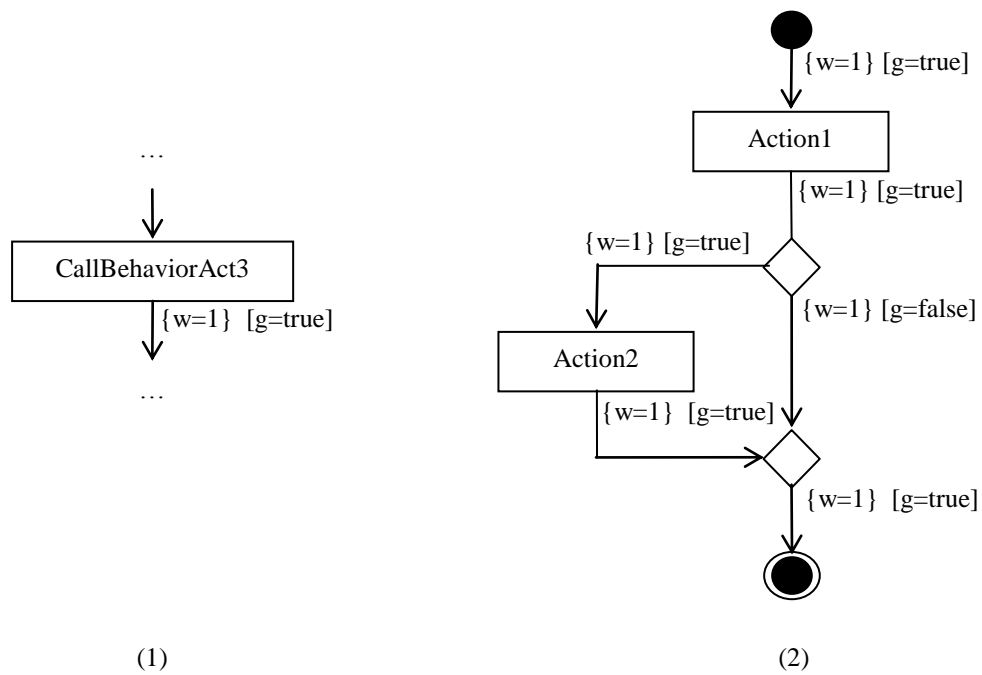 …
CallBehaviorAct3
{w=1} [g=true]
…
(1)
{w=1} [g=true]
Action1
{w=1} [g=true]
{w=1} [g=true]
{w=1} [g=false]
Action2
{w=1} [g=true]
{w=1} [g=true]
(2)